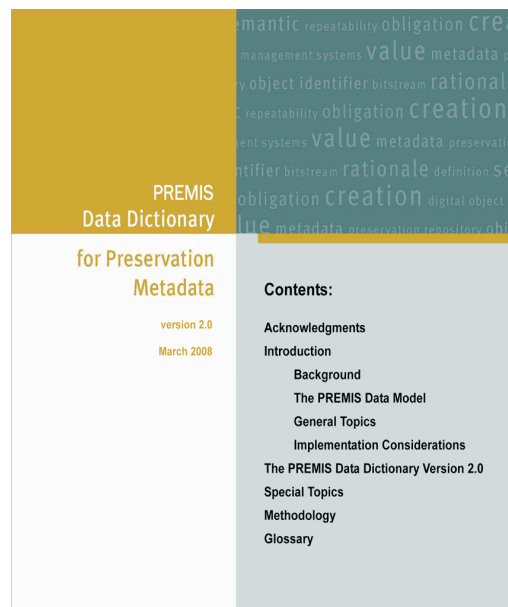 emantic repeatability obligation cre
management systems value metadata
object identifier bitstream rational
repeatability obligation creation
ent systems value metadata preservati
ntifier bitstream rationale definition se
obligation creation digital object
lue metadata preservation repository obj
PREMIS
Data Dictionary
for Preservation
Metadata
version 2.0
March 2008
Contents:
Acknowledgments
Introduction
Background
The PREMIS Data Model
General Topics
Implementation Considerations
The PREMIS Data Dictionary Version 2.0
Special Topics
Methodology
Glossary